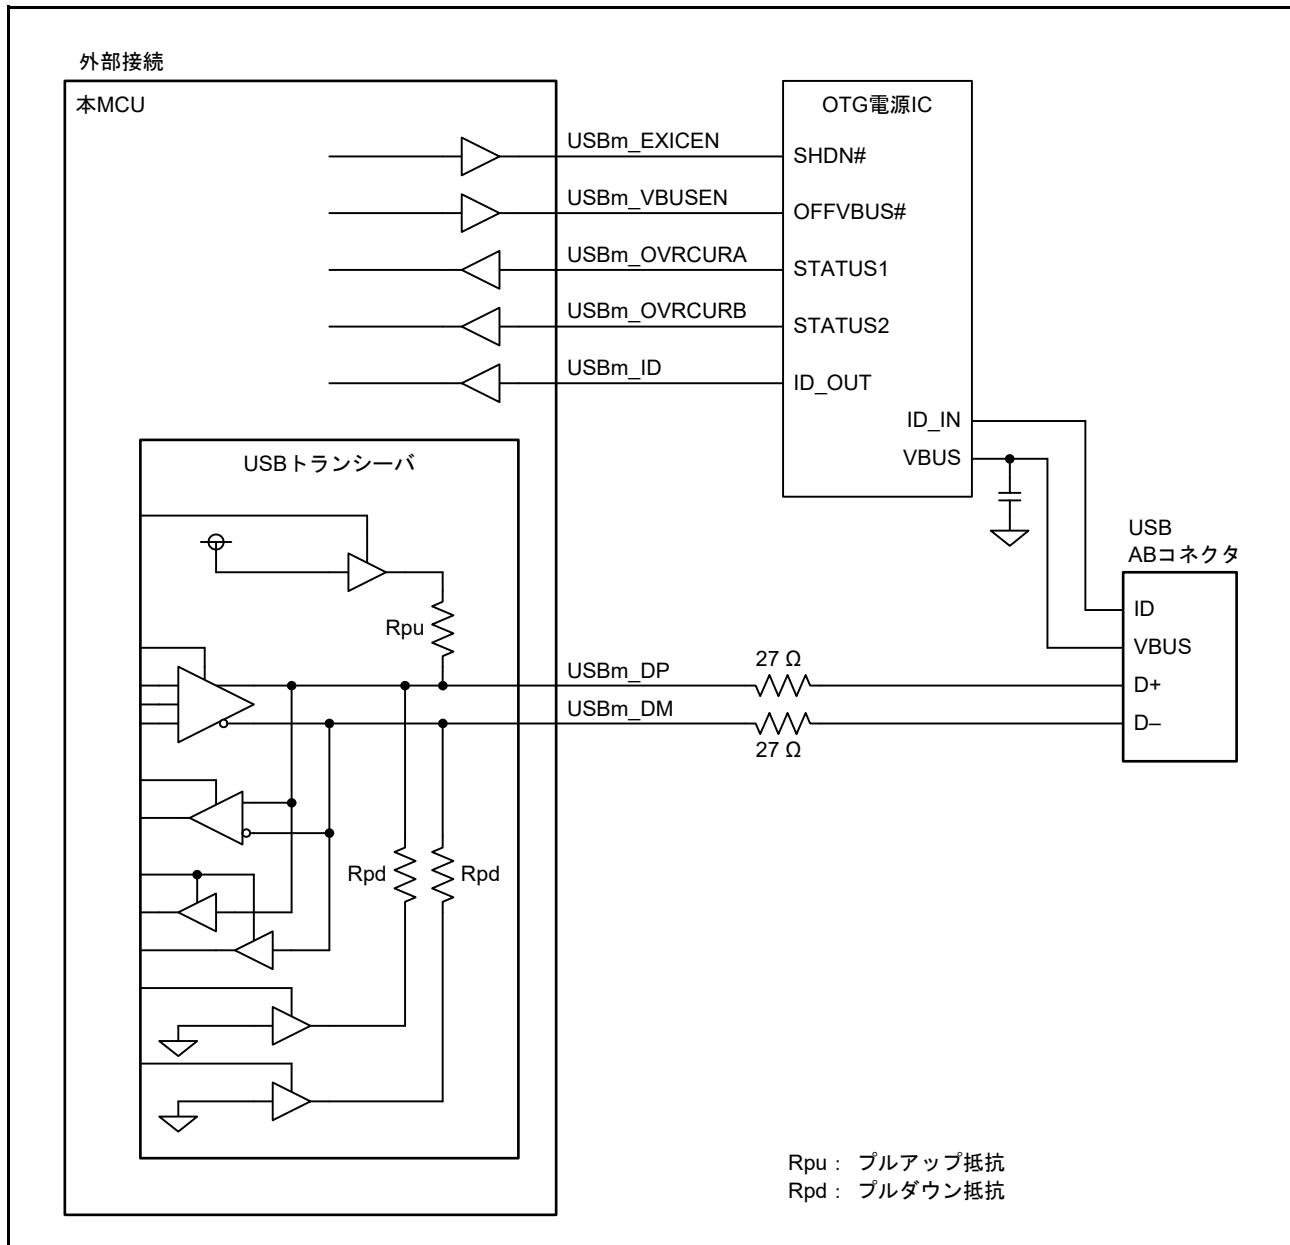 外部接続
本MCU
OTG電源IC
USBm_EXICEN
SHDN#
USBm_VBUSEN
OFFVBUS#
USBm_OVRCURA
STATUS1
USBm_OVRCURB
STATUS2
USBm_ID
ID_OUT
ID_IN
VBUS
USBトランシーバ
USB
ABコネクタ
ID
VBUS
D+
D–
Rpu
27 Ω
USBm_DP
USBm_DM
27 Ω
Rpd
Rpd
Rpu : プルアップ抵抗
Rpd : プルダウン抵抗